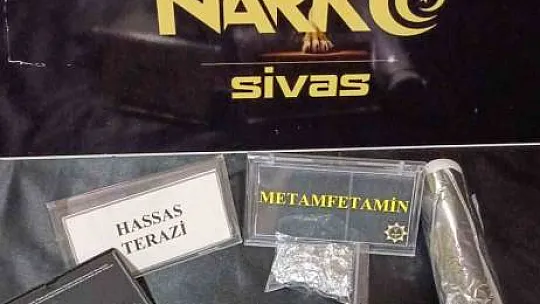 NARKO
sivas
HASSAS
TERAZİ
METAMFETAMİN